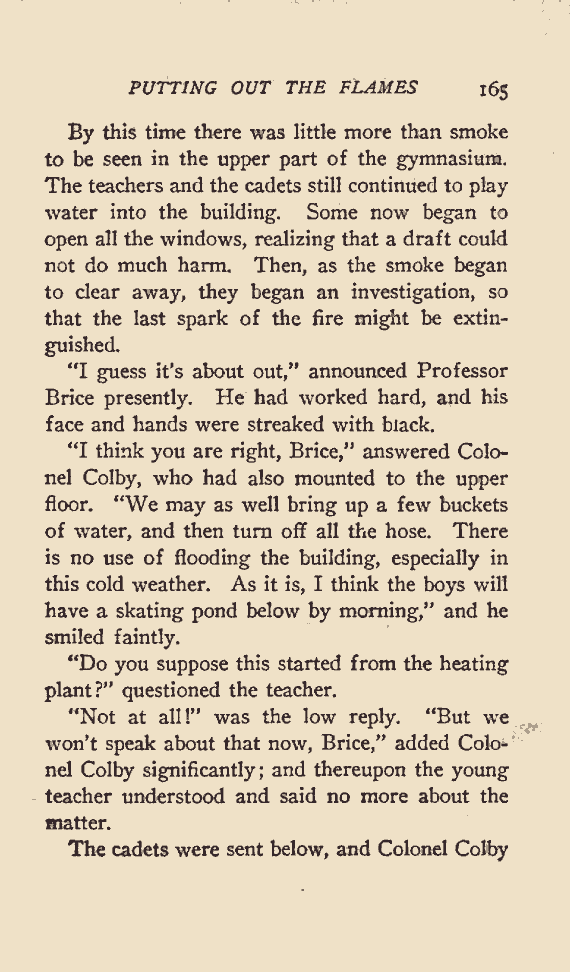 PUTTING OUT THE FLAMES 165
By this time there was little more than smoke
to be seen in the upper part of the gymnasium.
The teachers and the cadets still continued to play
water into the building. Some now began to
open all the windows, realizing that a draft could
not do much harm. Then, as the smoke began
to clear away, they began an investigation, so
that the last spark of the fire might be extin-
guished.
"I guess it's about out," announced Professor
Brice presently. He had worked hard, and his
face and hands were streaked with black.
"I think you are right, Brice," answered Colo-
nel Colby, who had also mounted to the upper
floor. "We may as well bring up a few buckets
of water, and then turn off all the hose. There
is no use of flooding the building, especially in
this cold weather. As it is, I think the boys will
have a skating pond below by morning," and he
smiled faintly.
"Do you suppose this started from the heating
plant?" questioned the teacher.
"Not at all!" was the low reply. "But we
won't speak about that now, Brice," added Colo-
nel Colby significantly; and thereupon the young
teacher understood and said no more about the
matter.
The cadets were sent below, and Colonel Colby